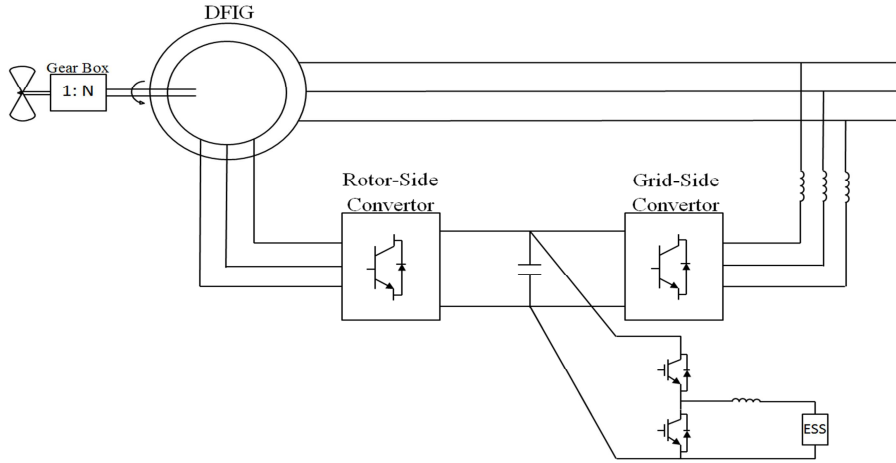 DFIG
Gear Box
1: N
Rotor-Side
Convertor
Grid-Side
Convertor
ESS